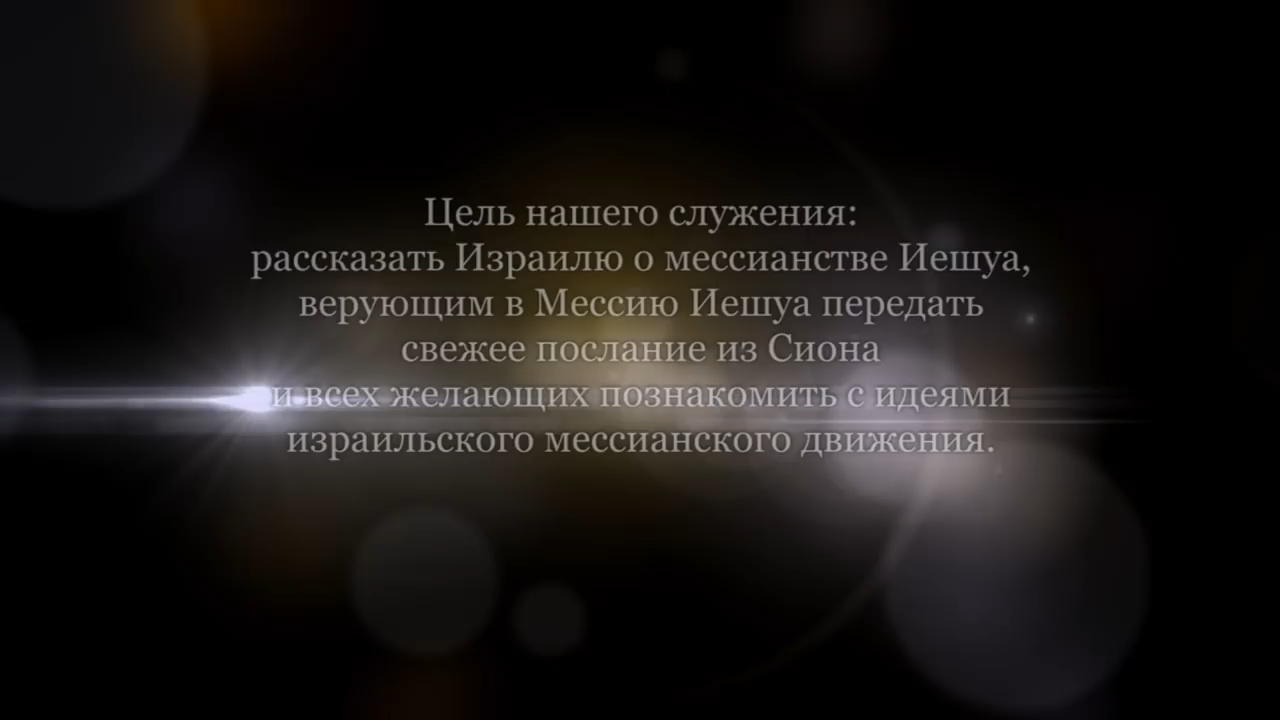 Цель нашего служения:
рассказать Израилю о мессианстве Иешуа,
верующим в Мессию Иешуа передать
свежее послание из Сиона
и всех желающих познакомить с идеями
израильского мессианского движения.